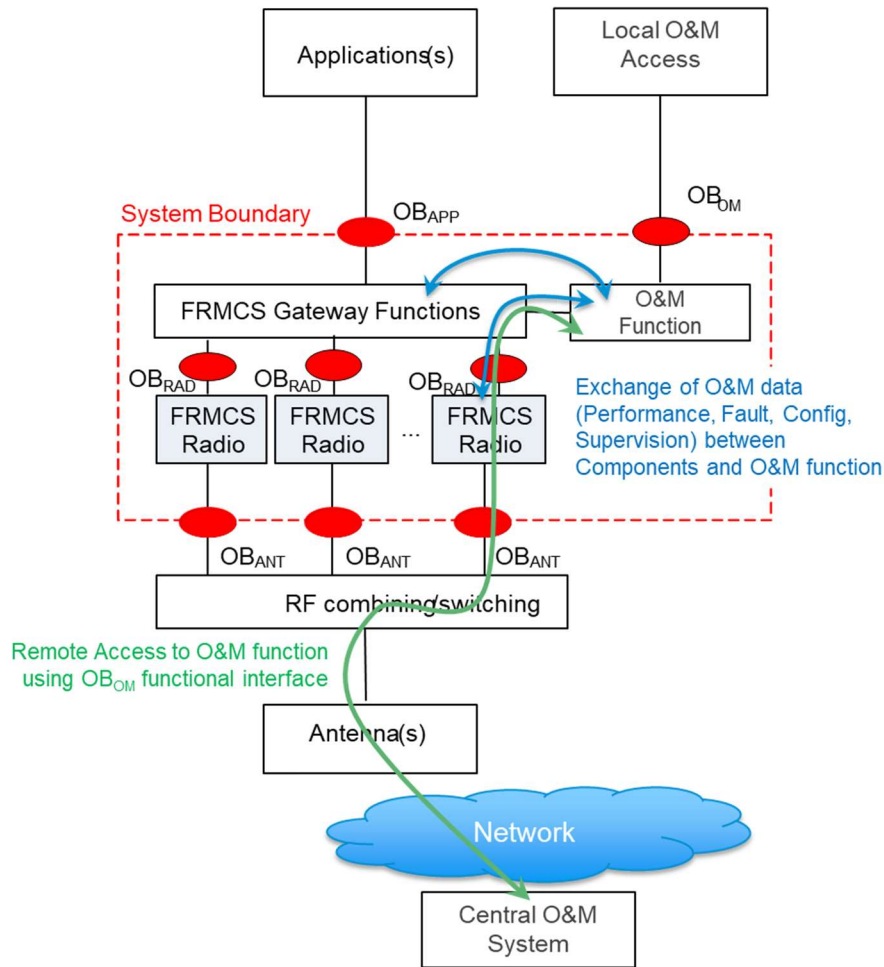 Applications(s)
Local O&M
Access
System Boundary
OBAPP
OBOM
FRMCS Gateway Functions
O&M
Function
OBRAD
OBRAD
OBRAD
FRMCS
Radio
FRMCS
Radio
...
FRMCS
Radio
Exchange of O&M data
(Performance, Fault, Config,
Supervision) between
Components and O&M function
OBANT
OBANT
OBANT
RF combining/switching
Remote Access to O&M function
using OBOM functional interface
Antenna(s)
Network
Central O&M
System